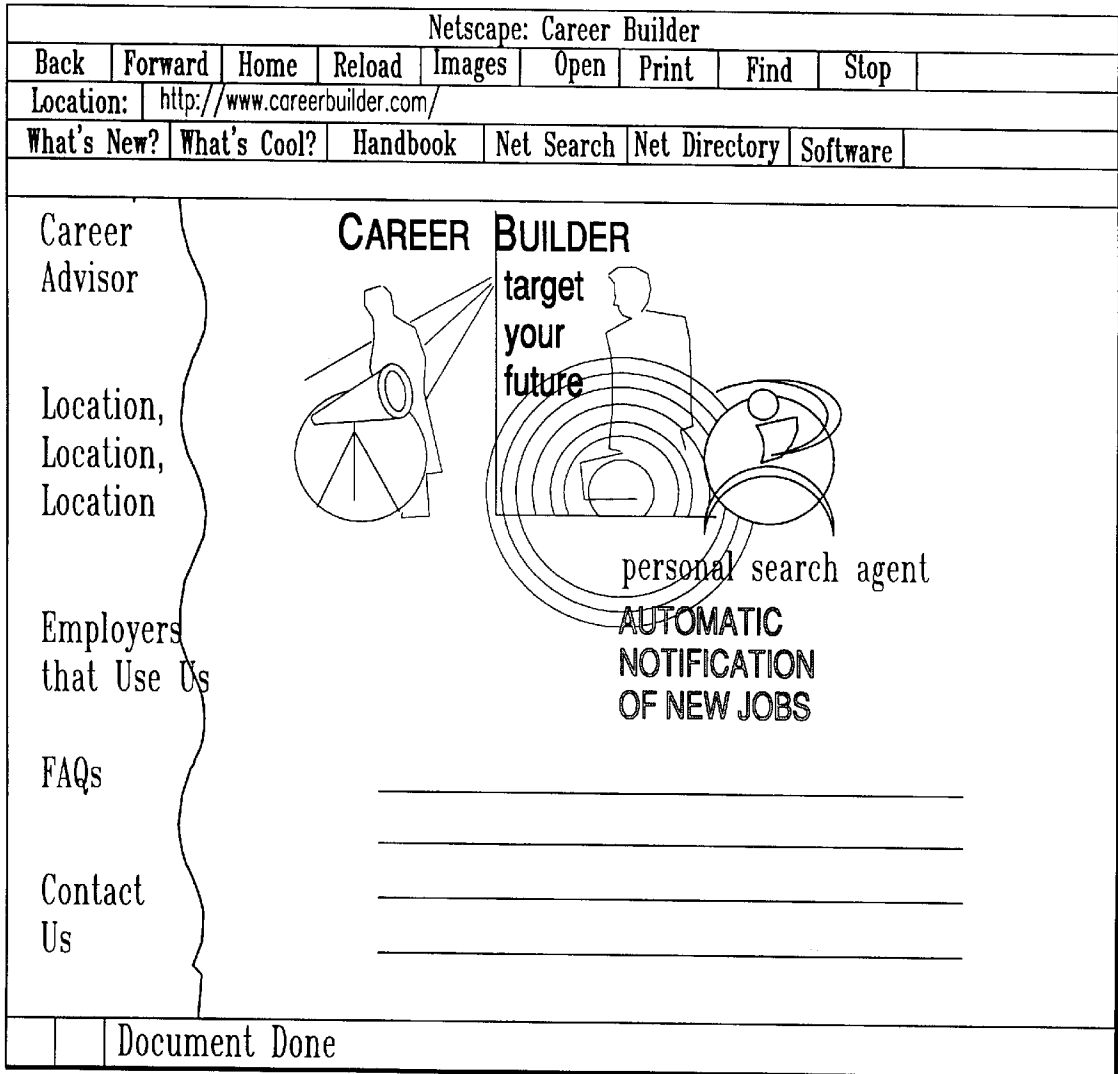 Netscape: Career Builder
Back Forward Home Reload Images Open Print Find Stop
Location: http://www.careerbuilder.com/
What's New? What's Cool? Handbook Net Search Net Directory Software
Career
Advisor
Location,
Location,
Location
Employers
that Use Us
FAQs
Contact
Us
CAREER BUILDER
target
your
future
personal search agent
AUTOMATIC
NOTIFICATION
OF NEW JOBS
Document Done